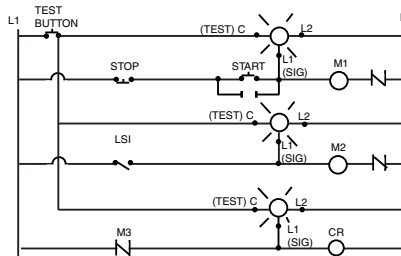 L1
TEST
BUTTON
(TEST) C
L2
L1
(SIG)
STOP
START
M1
(TEST) C
L2
L1
(SIG)
LSI
M2
(TEST) C
L2
L1
(SIG)
M3
CR